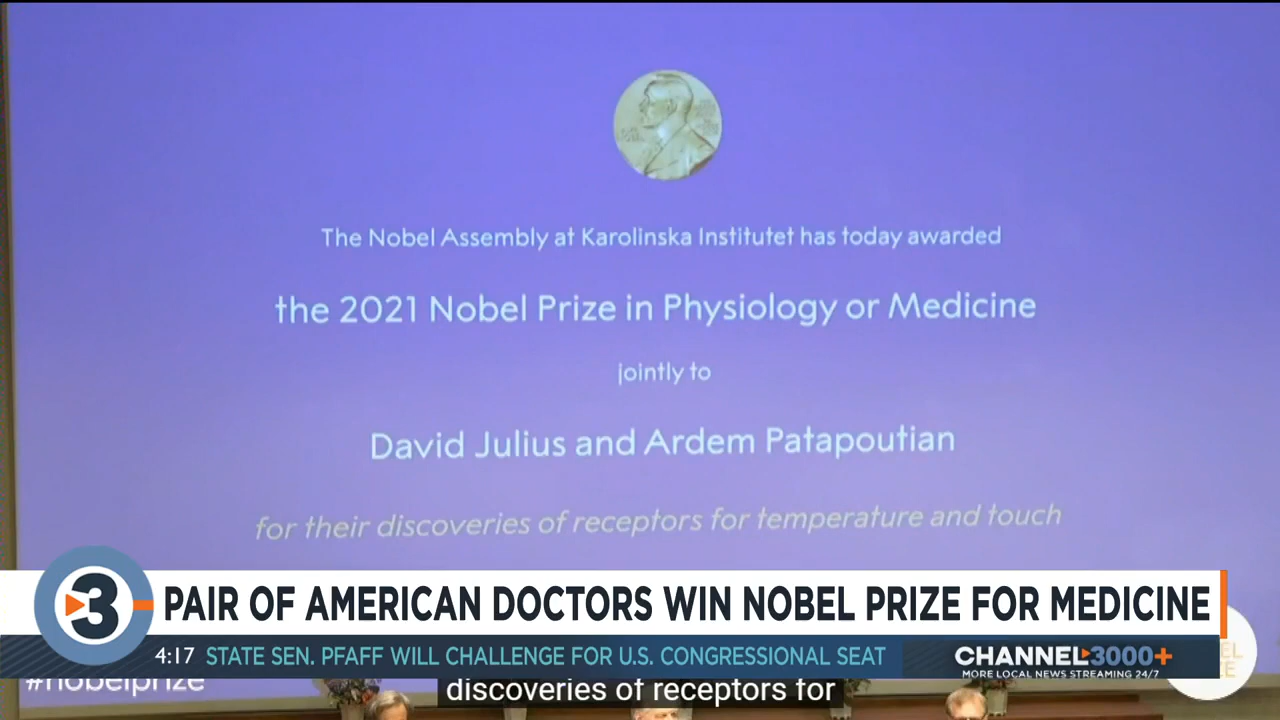 The Nobel Assembly at Karolinska Institutet has today awarded
the 2021 Nobel Prize in Physiology or Medicine
jointly to
David Julius and Ardem Patapoutian
for their discoveries of receptors for temperature and touch
3 PAIR OF AMERICAN DOCTORS WIN NOBEL PRIZE FOR MEDICINE
4:17 STATE SEN. PFAFF WILL CHALLENGE FOR U.S. CONGRESSIONAL SEAT
CHANNEL3000+
MORE LOCAL NEWS STREAMING 24/7
#nobelprize
discoveries of receptors for